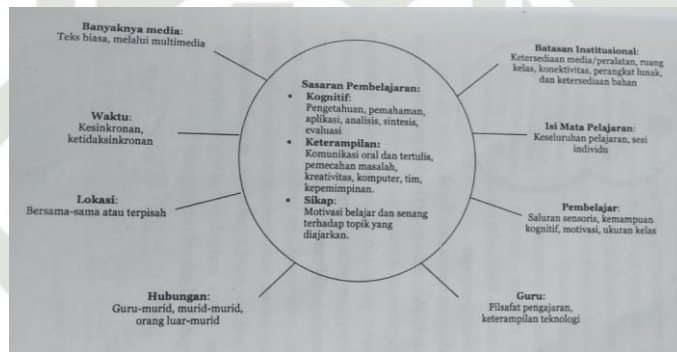 Banyaknya media:
Teks biasa, melalui multimedia
Waktu:
Kesinkronan,
ketidaksinkronan
Lokasi:
Bersama-sama atau terpisah
Hubungan:
Guru-murid, murid-murid,
orang luar-murid
Sasaran Pembelajaran:
• Kognitif:
Pengetahuan, pemahaman,
aplikasi, analisis, sintesis,
evaluasi
• Keterampilan:
Komunikasi oral dan tertulis,
pemecahan masalah,
kreativitas, komputer, tim,
kepemimpinan.
• Sikap:
Motivasi belajar dan senang
terhadap topik yang
diajarkan.
Batasan Institusional:
Ketersediaan media/peralatan, ruang
kelas, konektivitas, perangkat lunak,
dan ketersediaan bahan
Isi Mata Pelajaran:
Keseluruhan pelajaran, sesi
individu
Pembelajar:
Saluran sensoris, kemampuan
kognitif, motivasi, ukuran kelas
Guru:
Filsafat pengajaran,
keterampilan teknologi